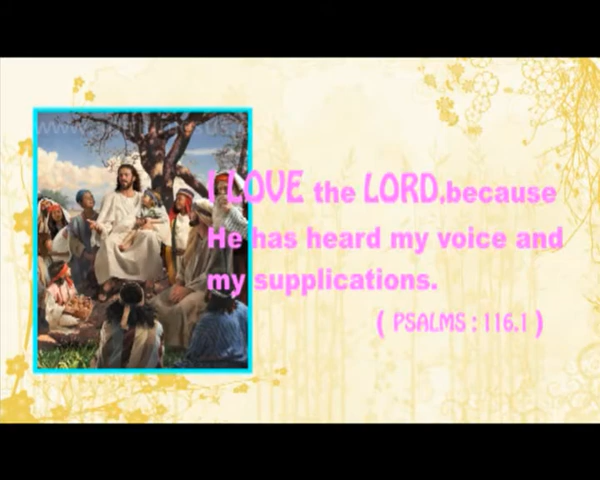 I LOVE the LORD,because
He has heard my voice and
my supplications.
( PSALMS : 116.1 )